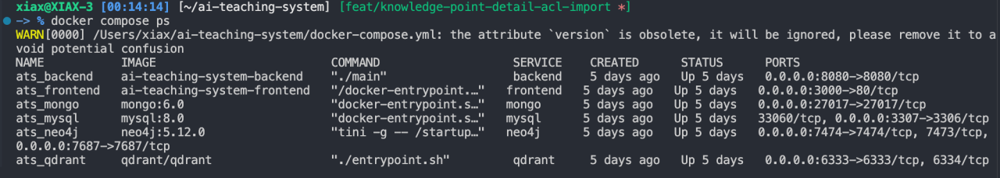 xiax@XIAX-3 [00:14:14] [~/ai-teaching-system] [feat/knowledge-point-detail-acl-import *]
-> % docker compose ps
WARN[0000] /Users/xiax/ai-teaching-system/docker-compose.yml: the attribute `version` is obsolete, it will be ignored, please remove it to a
void potential confusion
NAME IMAGE COMMAND SERVICE CREATED STATUS PORTS
ats_backend ai-teaching-system-backend "./main" backend 5 days ago Up 5 days 0.0.0.0:8080->8080/tcp
ats_frontend ai-teaching-system-frontend "/docker-entrypoint.…" frontend 5 days ago Up 5 days 0.0.0.0:3000->80/tcp
ats_mongo mongo:6.0 "docker-entrypoint.s…" mongo 5 days ago Up 5 days 0.0.0.0:27017->27017/tcp
ats_mysql mysql:8.0 "docker-entrypoint.s…" mysql 5 days ago Up 5 days 33060/tcp, 0.0.0.0:3307->3306/tcp
ats_neo4j neo4j:5.12.0 "tini -g -- /startup…" neo4j 5 days ago Up 5 days 0.0.0.0:7474->7474/tcp, 7473/tcp,
0.0.0.0:7687->7687/tcp
ats_qdrant qdrant/qdrant "./entrypoint.sh" qdrant 5 days ago Up 5 days 0.0.0.0:6333->6333/tcp, 6334/tcp